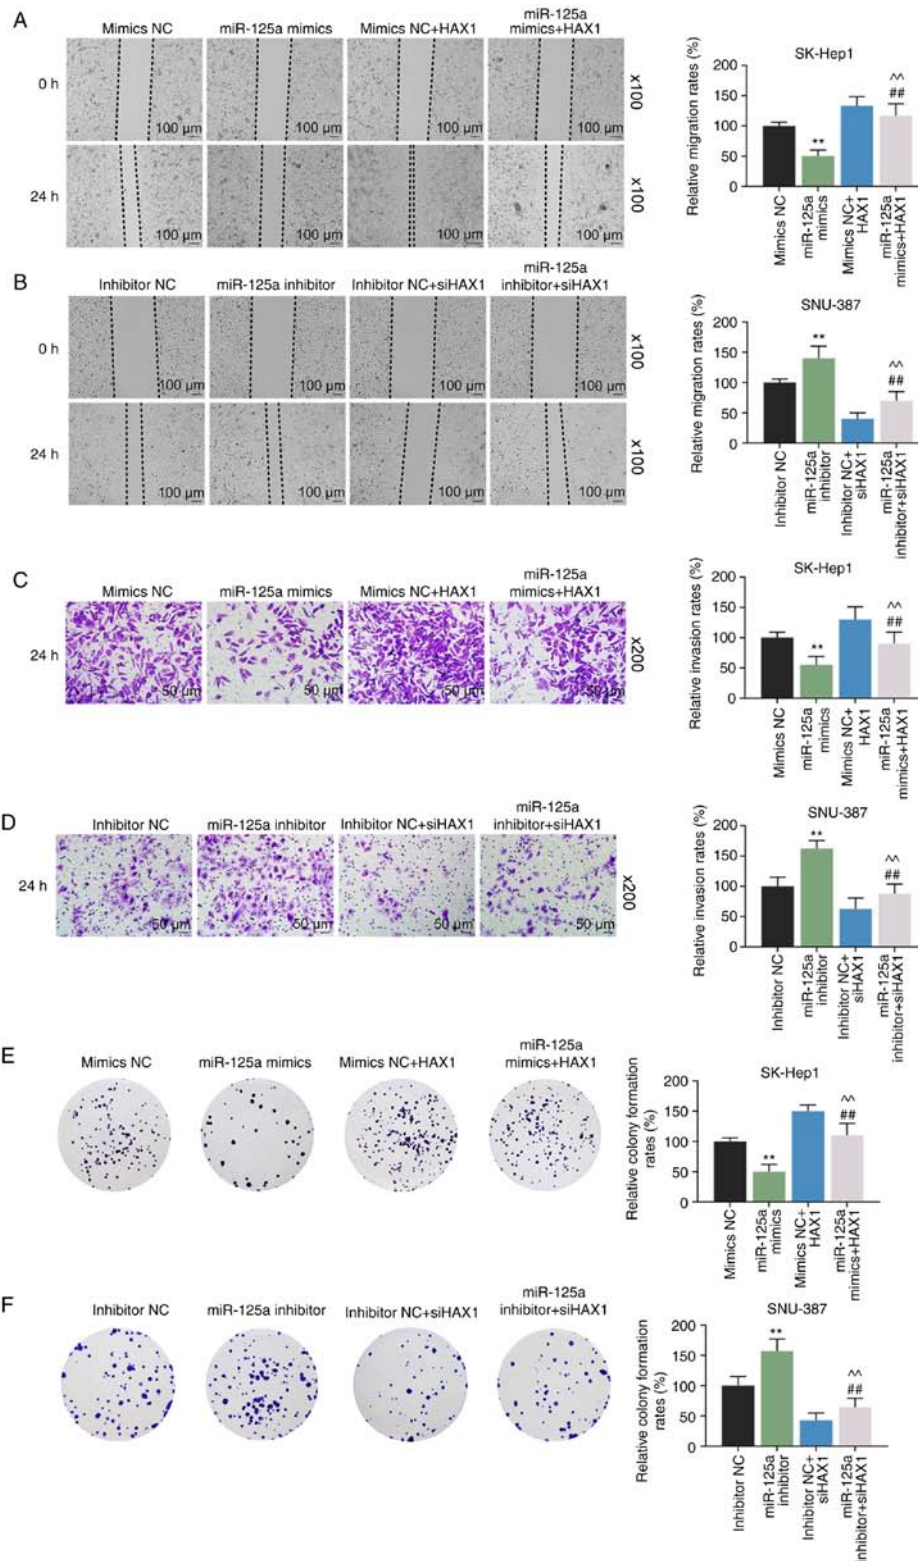 A
Mimics NC
miR-125a mimics
Mimics NC+HAX1
miR-125a
mimics+HAX1
0 h
100 µm
100 µm
100 µm
100 µm
x100
24 h
100 µm
100 µm
100 µm
100 µm
x100
SK-Hep1
Relative migration rates (%)
200
150
100
50
0
**
^^
##
Mimics NC
miR-125a
mimics
Mimics NC+
HAX1
miR-125a
mimics+HAX1
B
Inhibitor NC
miR-125a inhibitor
Inhibitor NC+siHAX1
miR-125a
inhibitor+siHAX1
0 h
100 µm
100 µm
100 µm
100 µm
x100
24 h
100 µm
100 µm
100 µm
100 µm
x100
SNU-387
Relative migration rates (%)
200
150
100
50
0
**
^^
##
Inhibitor NC
miR-125a
inhibitor
Inhibitor NC+
siHAX1
miR-125a
inhibitor+siHAX1
C
Mimics NC
miR-125a mimics
Mimics NC+HAX1
miR-125a
mimics+HAX1
24 h
50 µm
50 µm
50 µm
50 µm
x200
SK-Hep1
Relative invasion rates (%)
200
150
100
50
0
**
^^
##
Mimics NC
miR-125a
mimics
Mimics NC+
HAX1
miR-125a
mimics+HAX1
D
Inhibitor NC
miR-125a inhibitor
Inhibitor NC+siHAX1
miR-125a
inhibitor+siHAX1
24 h
50 µm
50 µm
50 µm
50 µm
x200
SNU-387
Relative invasion rates (%)
200
150
100
50
0
**
^^
##
Inhibitor NC
miR-125a
inhibitor
Inhibitor NC+
siHAX1
miR-125a
inhibitor+siHAX1
E
Mimics NC
miR-125a mimics
Mimics NC+HAX1
miR-125a
mimics+HAX1
SK-Hep1
Relative colony formation
rates (%)
200
150
100
50
0
**
^^
##
Mimics NC
miR-125a
mimics
Mimics NC+
HAX1
miR-125a
mimics+HAX1
F
Inhibitor NC
miR-125a inhibitor
Inhibitor NC+siHAX1
miR-125a
inhibitor+siHAX1
SNU-387
Relative colony formation
rates (%)
200
150
100
50
0
**
^^
##
Inhibitor NC
miR-125a
inhibitor
Inhibitor NC+
siHAX1
miR-125a
inhibitor+siHAX1